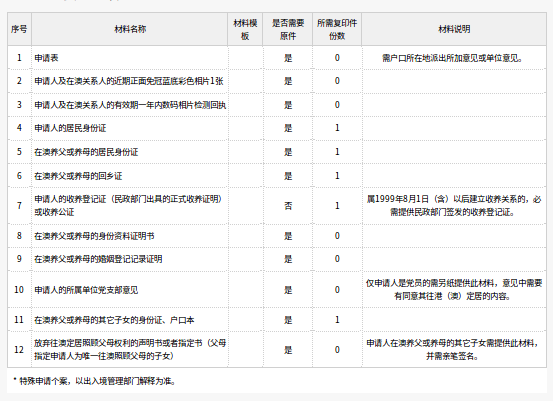 序号 材料名称 材料模板 是否需要原件 所需复印件份数 材料说明
1 申请表 是 0 需户口所在地派出所加意见或单位意见。
2 申请人及在澳关系人的近期正面免冠蓝底彩色相片1张 是 0
3 申请人及在澳关系人的有效期一年内数码相片检测回执 是 0
4 申请人的居民身份证 是 1
5 在澳养父或养母的居民身份证 是 1
6 在澳养父或养母的回乡证 是 1
7 申请人的收养登记证（民政部门出具的正式收养证明）或收养公证 否 1 属1999年8月1日（含）以后建立收养关系的，必需提供民政部门签发的收养登记证。
8 在澳养父或养母的身份资料证明书 是 0
9 在澳养父或养母的婚姻登记记录证明 是 0
10 申请人的所属单位党支部意见 是 0 仅申请人是党员的需另纸提供此材料，意见中需要有同意其往港（澳）定居的内容。
11 在澳养父或养母的其它子女的身份证、户口本 是 1
12 放弃往澳定居照顾父母权利的声明书或者指定书（父母指定申请人为唯一往澳照顾父母的子女） 是 0 申请人在澳养父或养母的其它子女需提供此材料，并需亲笔签名。
* 特殊申请个案，以出入境管理部门解释为准。